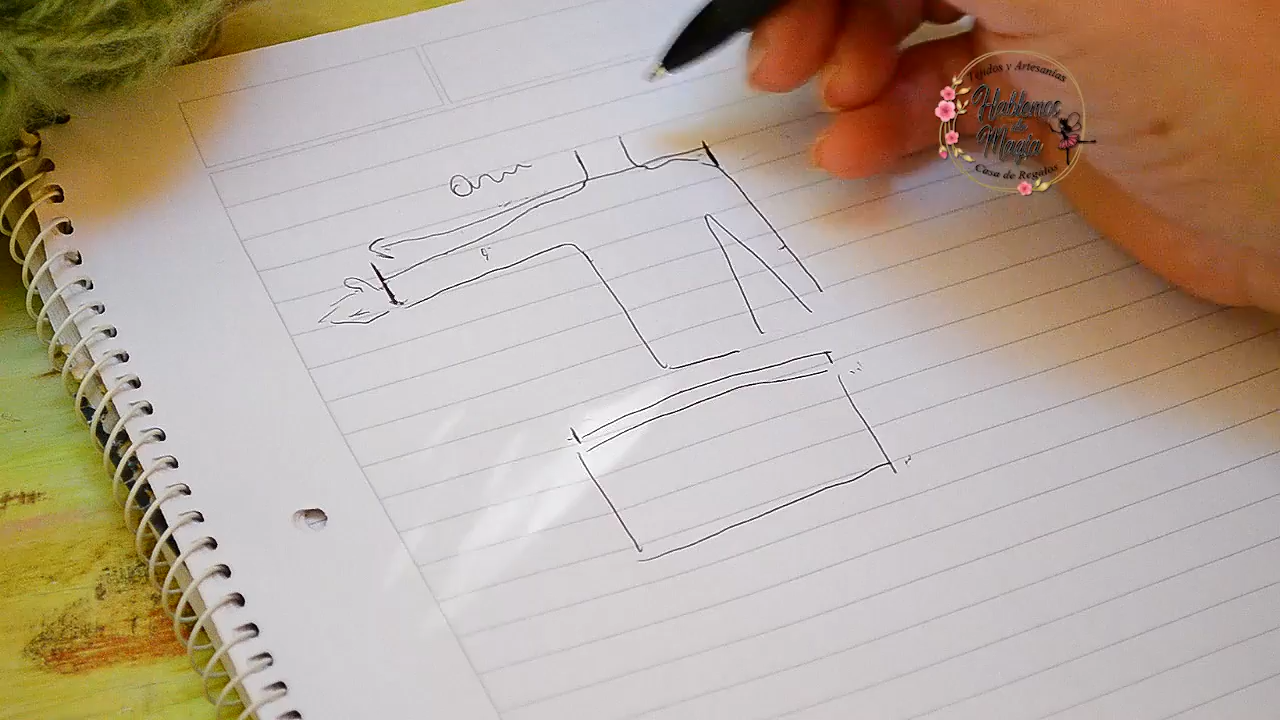 Tejidos y Artesanías
Hablemos
de
Magia
Casa de Regalos